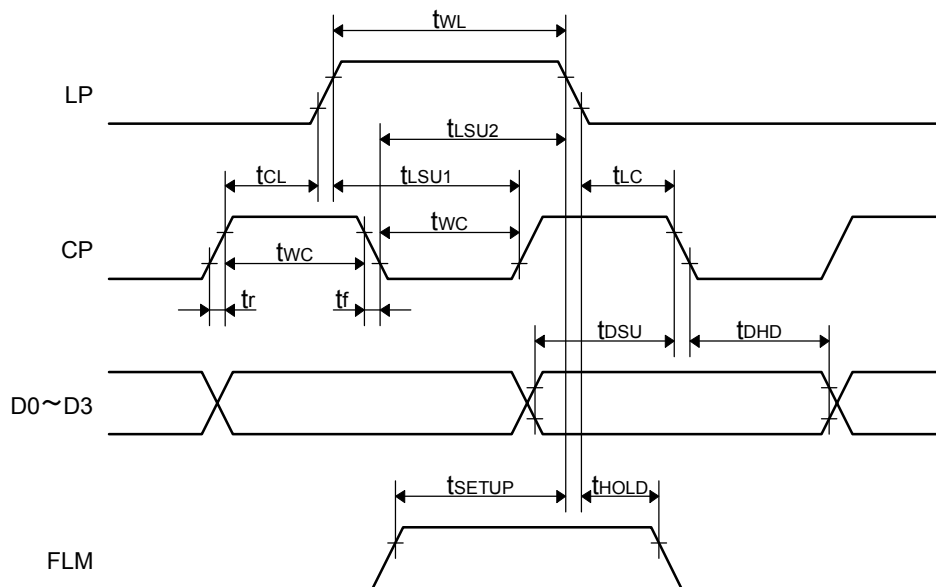 tWL
LP
tLSU2
tCL
tLSU1
tLC
CP
tWC
tWC
tr
tf
tDSU
tDHD
D0~D3
tSETUP
tHOLD
FLM